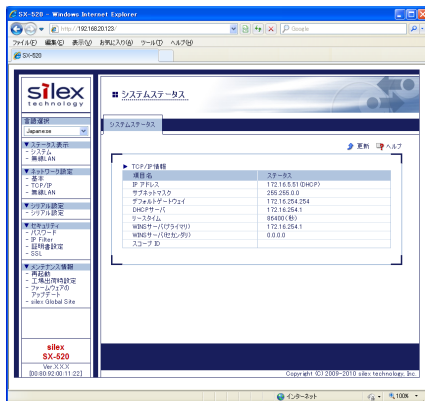 SX-520 - Windows Internet Explorer
http://192.168.20.123/
Google
ファイル(F) 編集(E) 表示(V) お気に入り(A) ツール(T) ヘルプ(H)
SX-520
silex
technology
言語選択
Japanese
▼ ステータス表示
- システム
- 無線LAN
▼ ネットワーク設定
- 基本
- TCP/IP
- 無線LAN
▼ シリアル設定
- シリアル設定
▼ セキュリティ
- パスワード
- IP Filter
- 証明書設定
- SSL
▼ メンテナンス情報
- 再起動
- 工場出荷時設定
- ファームウェアの
アップデート
- silex Global Site
silex
SX-520
Ver.X.X.X
[00:80:92:00:11:22]
システムステータス
システムステータス
更新 ヘルプ
▶ TCP/IP情報
項目名 ステータス
IP アドレス 172.16.5.51 (DHCP)
サブネットマスク 255.255.0.0
デフォルトゲートウェイ 172.16.254.254
DHCPサーバ 172.16.254.1
リースタイム 86400(秒)
WINSサーバ(プライマリ) 172.16.254.1
WINSサーバ(セカンダリ) 0.0.0.0
スコープ ID
Copyright (C) 2009-2010 silex technology, Inc.
インターネット
100%